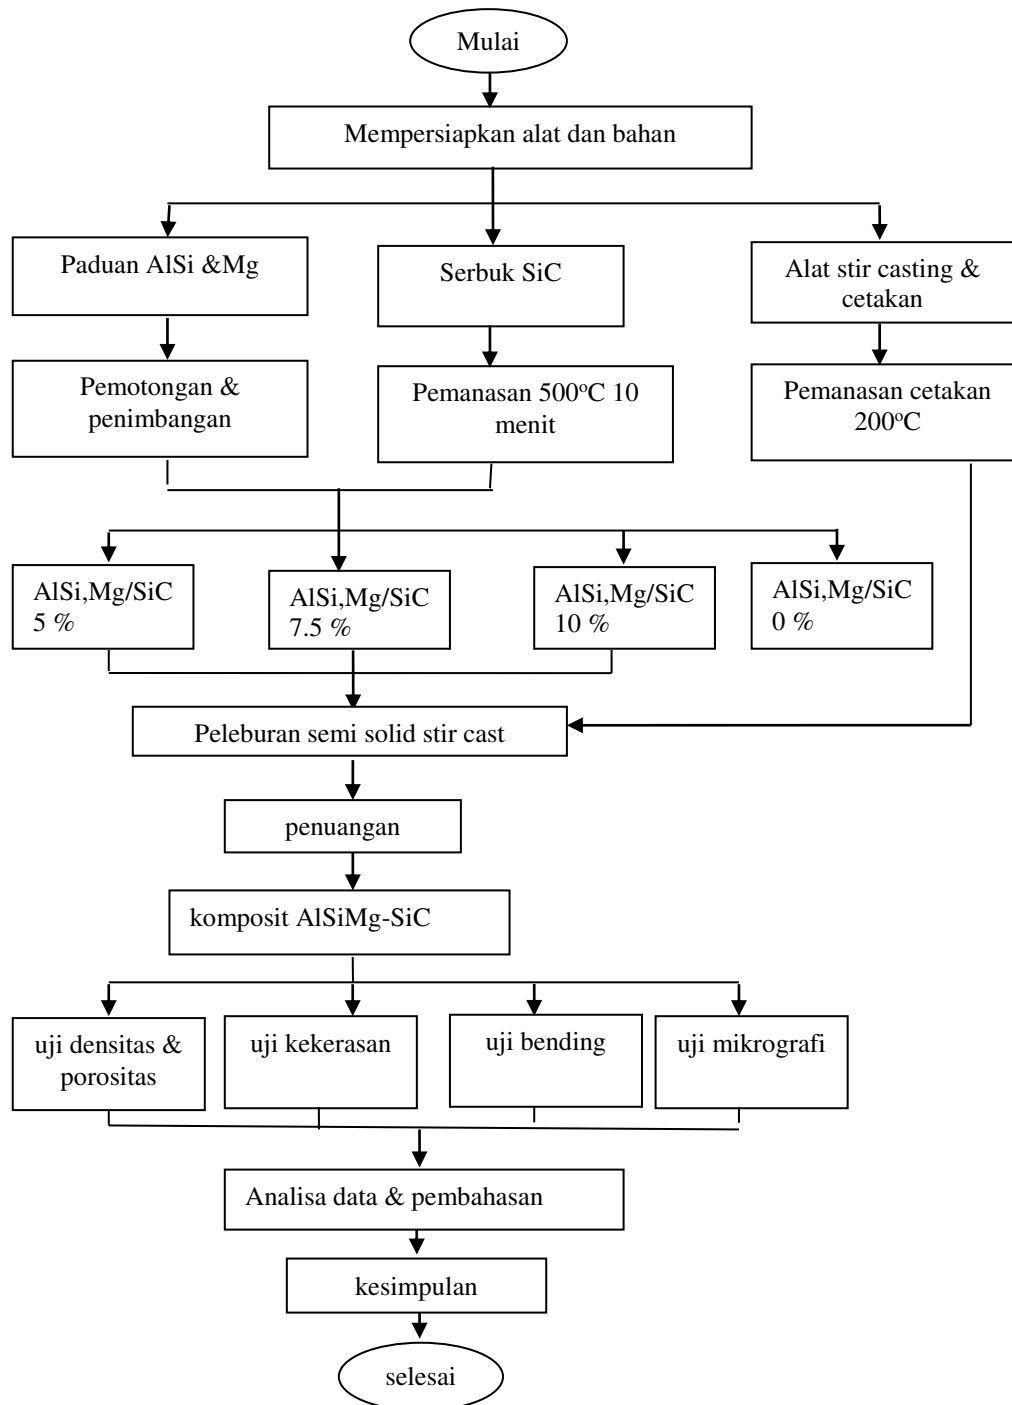 Mulai
Mempersiapkan alat dan bahan
Paduan AlSi &Mg
Serbuk SiC
Alat stir casting &
cetakan
Pemotongan &
penimbangan
Pemanasan 500°C 10
menit
Pemanasan cetakan
200°C
AlSi,Mg/SiC
5 %
AlSi,Mg/SiC
7.5 %
AlSi,Mg/SiC
10 %
AlSi,Mg/SiC
0 %
Peleburan semi solid stir cast
penuangan
komposit AlSiMg-SiC
uji densitas &
porositas
uji kekerasan
uji bending
uji mikrografi
Analisa data & pembahasan
kesimpulan
selesai